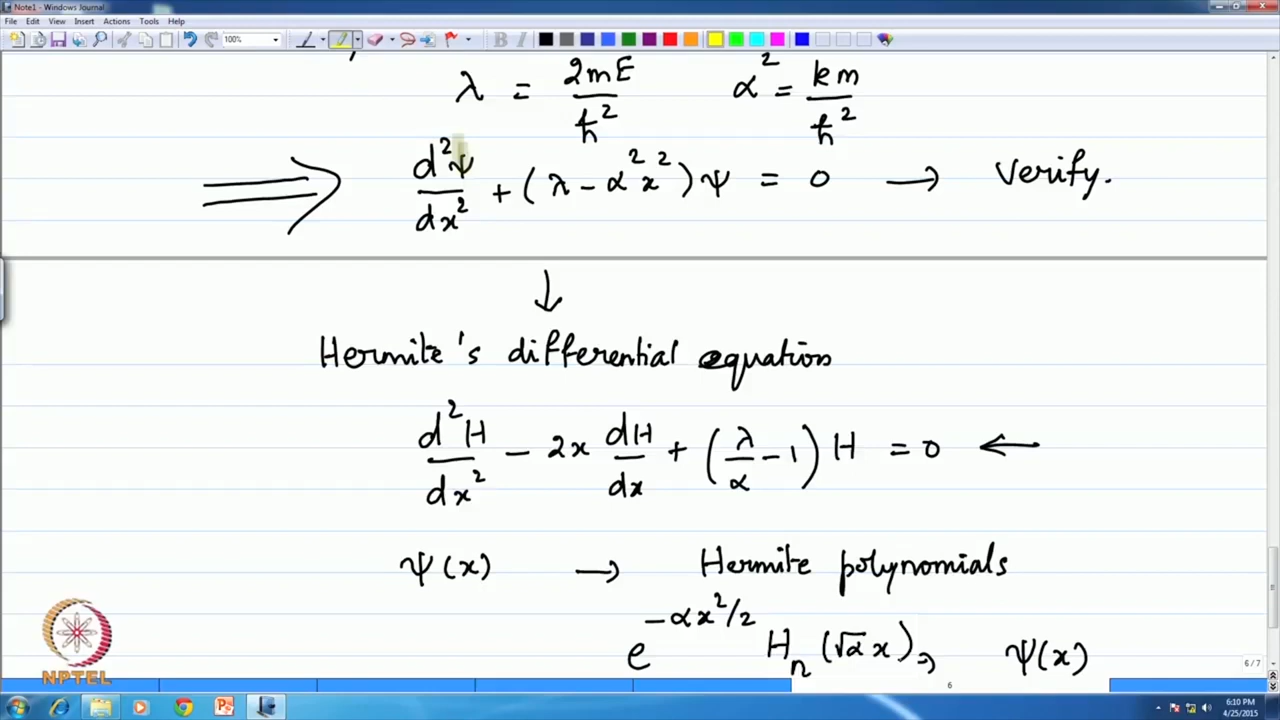 Note1 - Windows Journal
File Edit View Insert Actions Tools Help
100%
λ = 2mE/ħ² α² = km/ħ²
d²ψ/dx² + (λ - α²x²)ψ = 0 → Verify.
↓
Hermite's differential equation
d²H/dx² - 2x dH/dx + (λ/α - 1) H = 0 ←
ψ(x) → Hermite polynomials
e^(-αx²/2) Hn(√α x), ψ(x)
NPTEL
6/7
6
6:10 PM
4/25/2015